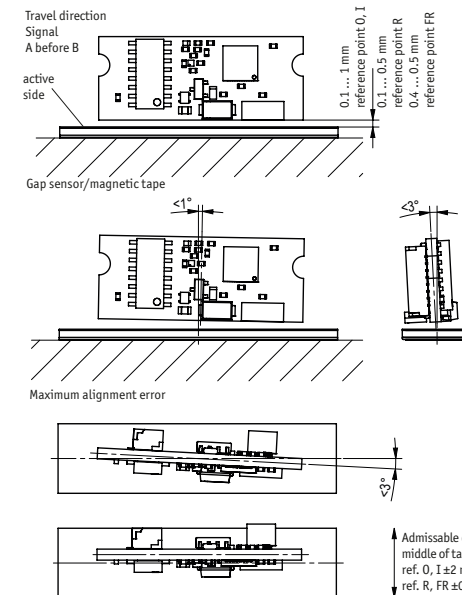 Travel direction
Signal
A before B
active
side
0.1 ... 1 mm
reference point 0, I
0.1 ... 0.5 mm
reference point R
0.4 ... 0.5 mm
reference point FR
Gap sensor/magnetic tape
<1°
<3°
Maximum alignment error
<3°
Admissable
middle of
ref. 0, I ±2
ref. R, FR